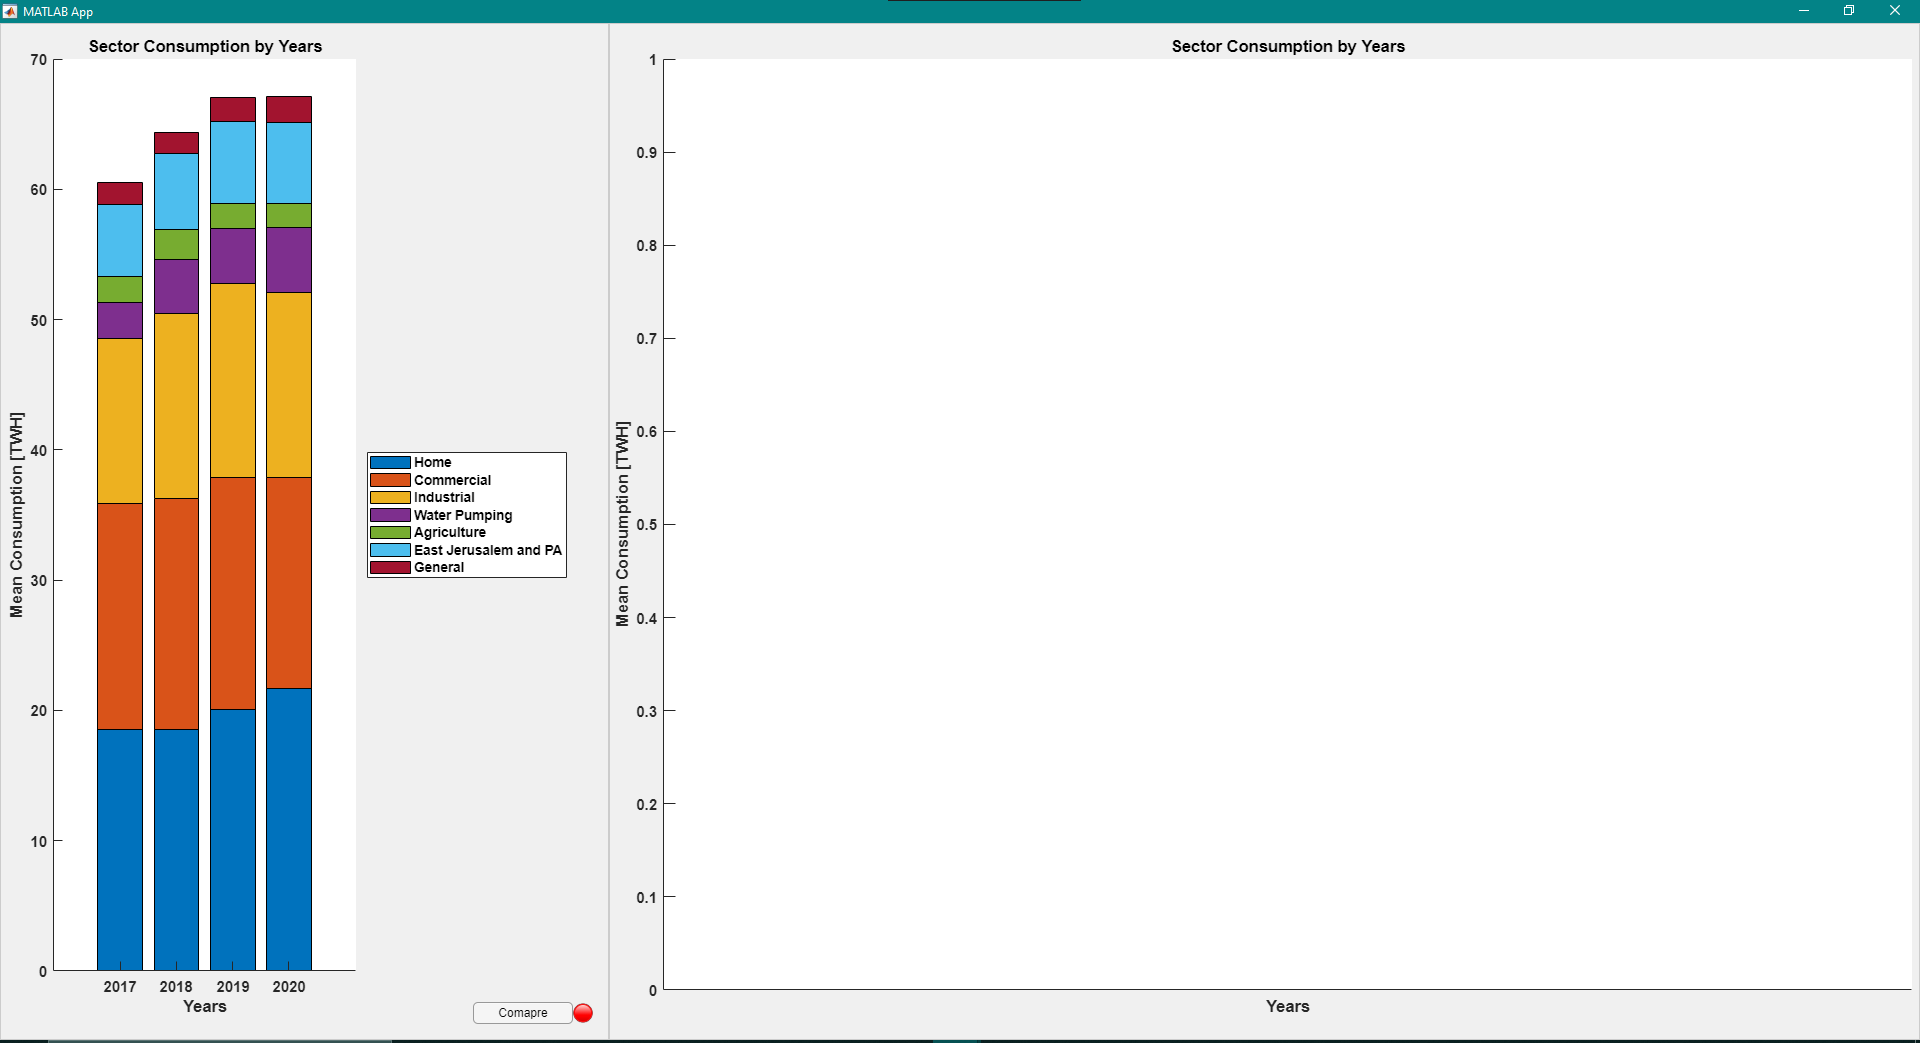 MATLAB App
Sector Consumption by Years
70
60
50
40
30
20
10
0
Mean Consumption [TWH]
2017 2018 2019 2020
Years
Home
Commercial
Industrial
Water Pumping
Agriculture
East Jerusalem and PA
General
Comapre
Sector Consumption by Years
1
0.9
0.8
0.7
0.6
0.5
0.4
0.3
0.2
0.1
0
Mean Consumption [TWH]
Years